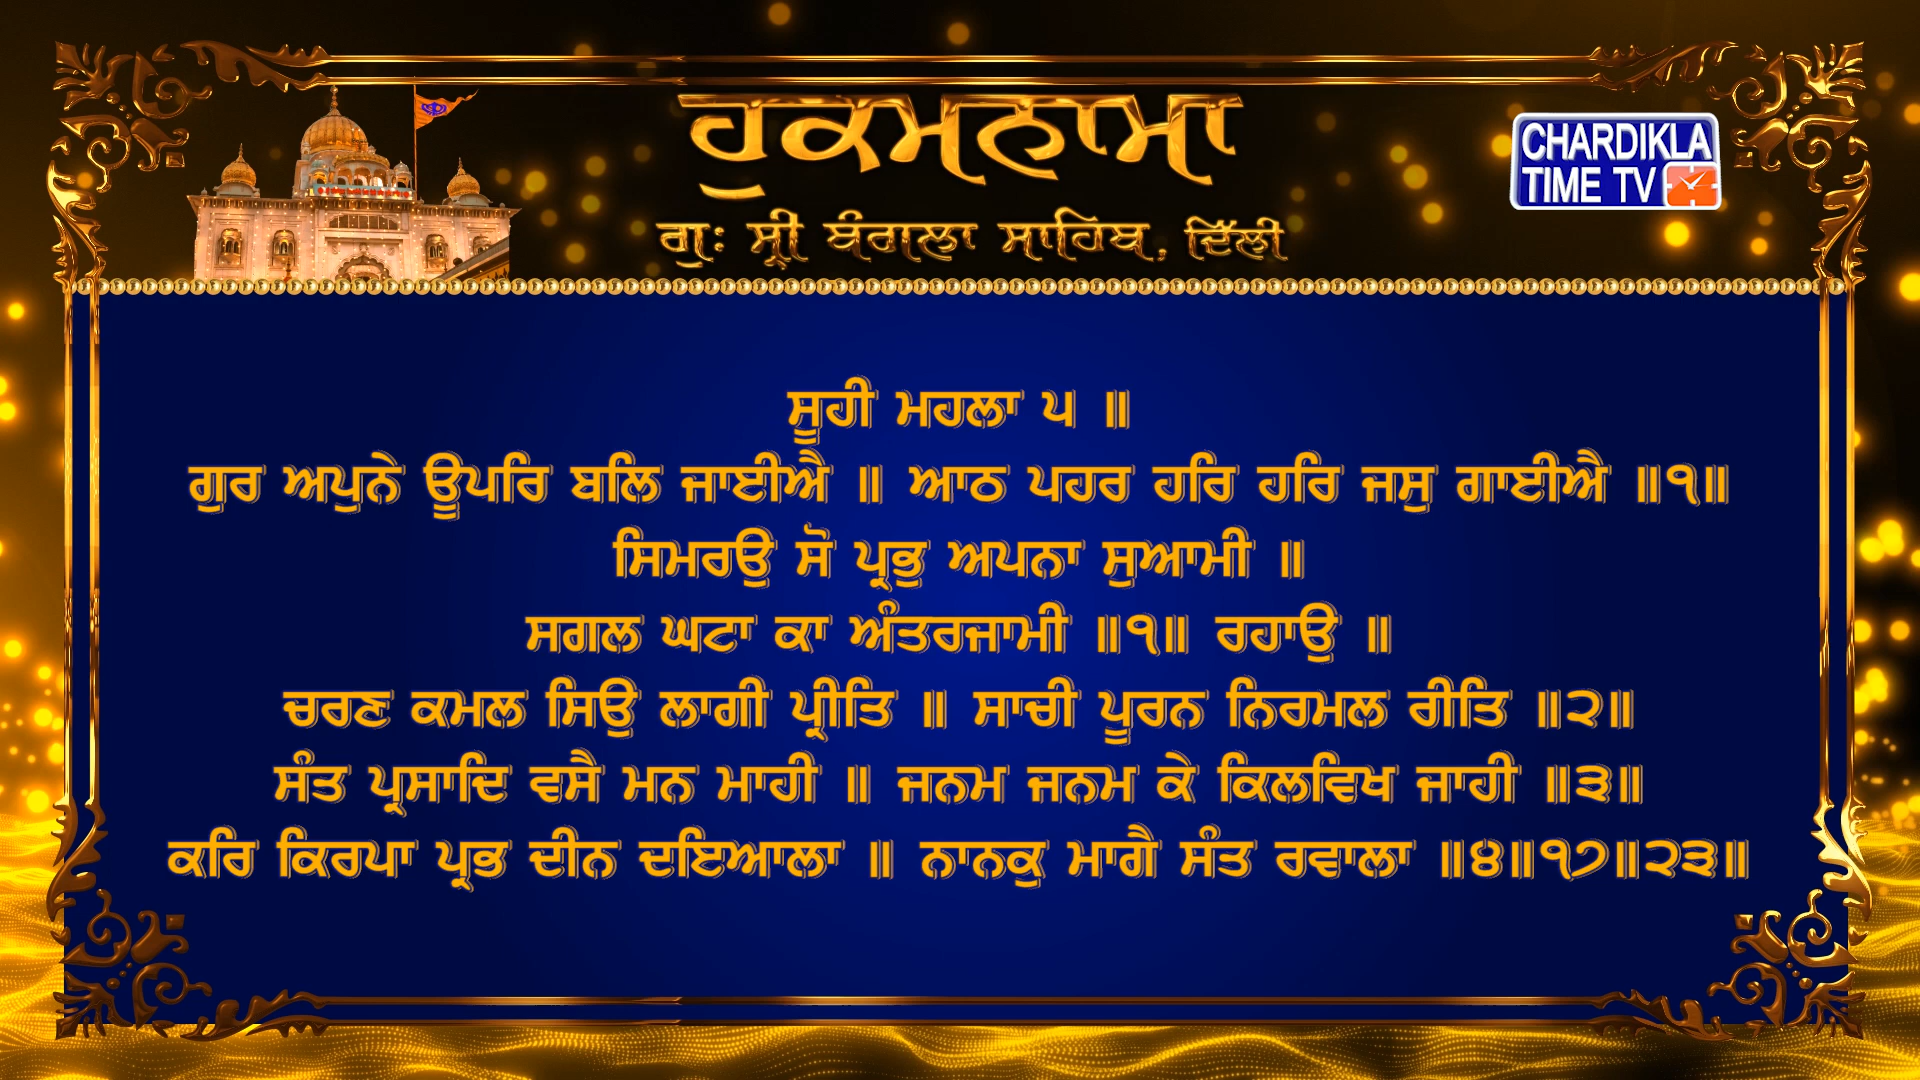 ਹੁਕਮਨਾਮਾ
ਗੁਃ ਸ੍ਰੀ ਬੰਗਲਾ ਸਾਹਿਬ, ਦਿੱਲੀ
CHARDIKLA
TIME TV
ਸੂਹੀ ਮਹਲਾ ੫ ॥
ਗੁਰ ਅਪੁਨੇ ਊਪਰਿ ਬਲਿ ਜਾਈਐ ॥ ਆਠ ਪਹਰ ਹਰਿ ਹਰਿ ਜਸੁ ਗਾਈਐ ॥੧॥
ਸਿਮਰਉ ਸੋ ਪ੍ਰਭੁ ਅਪਨਾ ਸੁਆਮੀ ॥
ਸਗਲ ਘਟਾ ਕਾ ਅੰਤਰਜਾਮੀ ॥੧॥ ਰਹਾਉ ॥
ਚਰਣ ਕਮਲ ਸਿਉ ਲਾਗੀ ਪ੍ਰੀਤਿ ॥ ਸਾਚੀ ਪੂਰਨ ਨਿਰਮਲ ਰੀਤਿ ॥੨॥
ਸੰਤ ਪ੍ਰਸਾਦਿ ਵਸੈ ਮਨ ਮਾਹੀ ॥ ਜਨਮ ਜਨਮ ਕੇ ਕਿਲਵਿਖ ਜਾਹੀ ॥੩॥
ਕਰਿ ਕਿਰਪਾ ਪ੍ਰਭ ਦੀਨ ਦਇਆਲਾ ॥ ਨਾਨਕੁ ਮਾਗੈ ਸੰਤ ਰਵਾਲਾ ॥੪॥੧੭॥੨੩॥